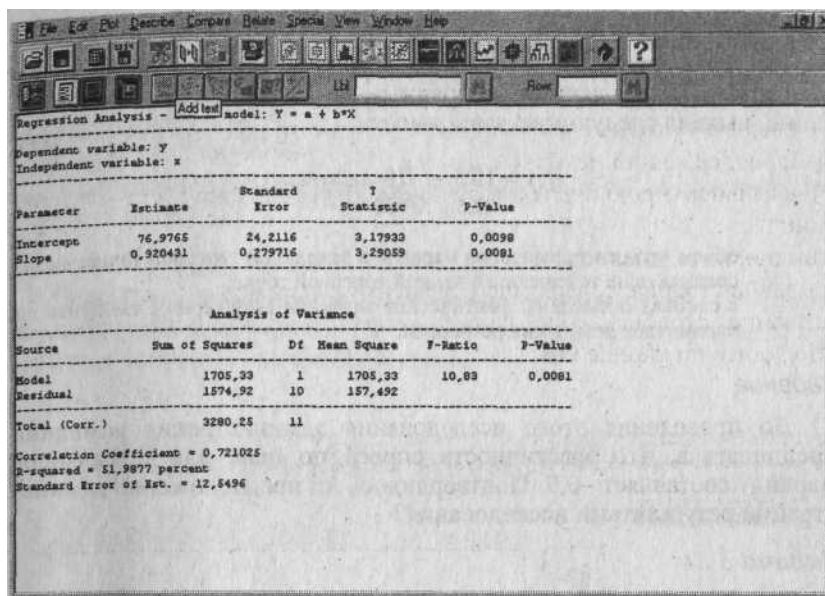 File Edit Plot Describe Compare Relate Special View Window Help
Lbl Row
Add text
Regression Analysis - model: Y = a + b*X
Dependent variable: y
Independent variable: x
Standard T
Parameter Estimate Error Statistic P-Value
Intercept 76,9765 24,2116 3,17933 0,0098
Slope 0,920431 0,279716 3,29059 0,0081
Analysis of Variance
Source Sum of Squares Df Mean Square F-Ratio P-Value
Model 1705,33 1 1705,33 10,83 0,0081
Residual 1574,92 10 157,492
Total (Corr.) 3280,25 11
Correlation Coefficient = 0,721025
R-squared = 51,9877 percent
Standard Error of Est. = 12,5496